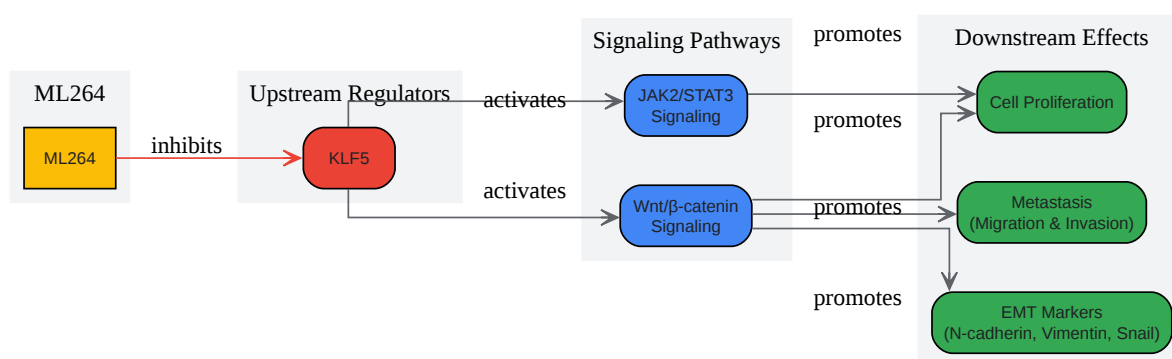 ML264
ML264
inhibits
Upstream Regulators
KLF5
activates
activates
Signaling Pathways
JAK2/STAT3
Signaling
Wnt/β-catenin
Signaling
promotes
promotes
promotes
promotes
Downstream Effects
Cell Proliferation
Metastasis
(Migration & Invasion)
EMT Markers
(N-cadherin, Vimentin, Snail)